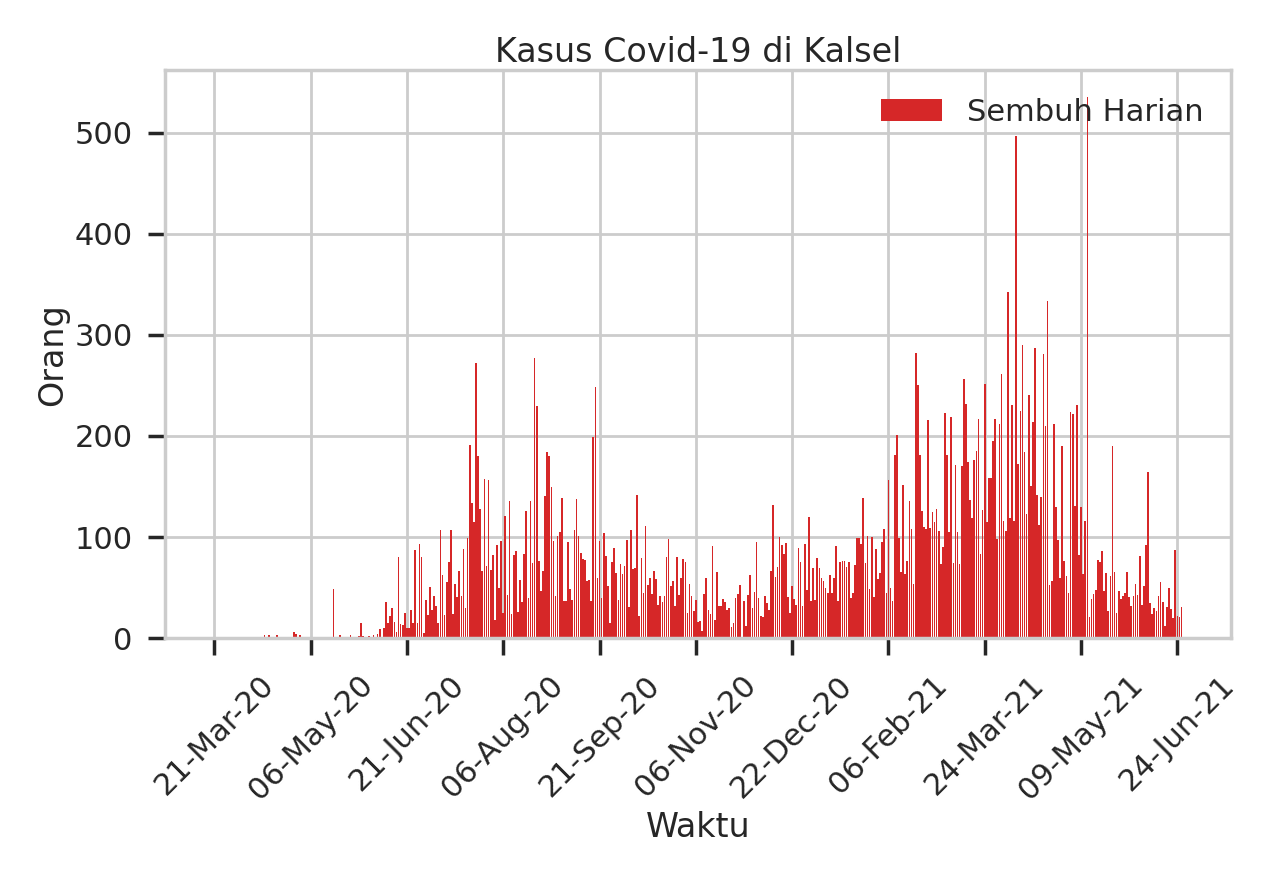 Kasus Covid-19 di Kalsel
Sembuh Harian
Orang
500
400
300
200
100
0
21-Mar-20
06-May-20
21-Jun-20
06-Aug-20
21-Sep-20
06-Nov-20
22-Dec-20
06-Feb-21
24-Mar-21
09-May-21
24-Jun-21
Waktu